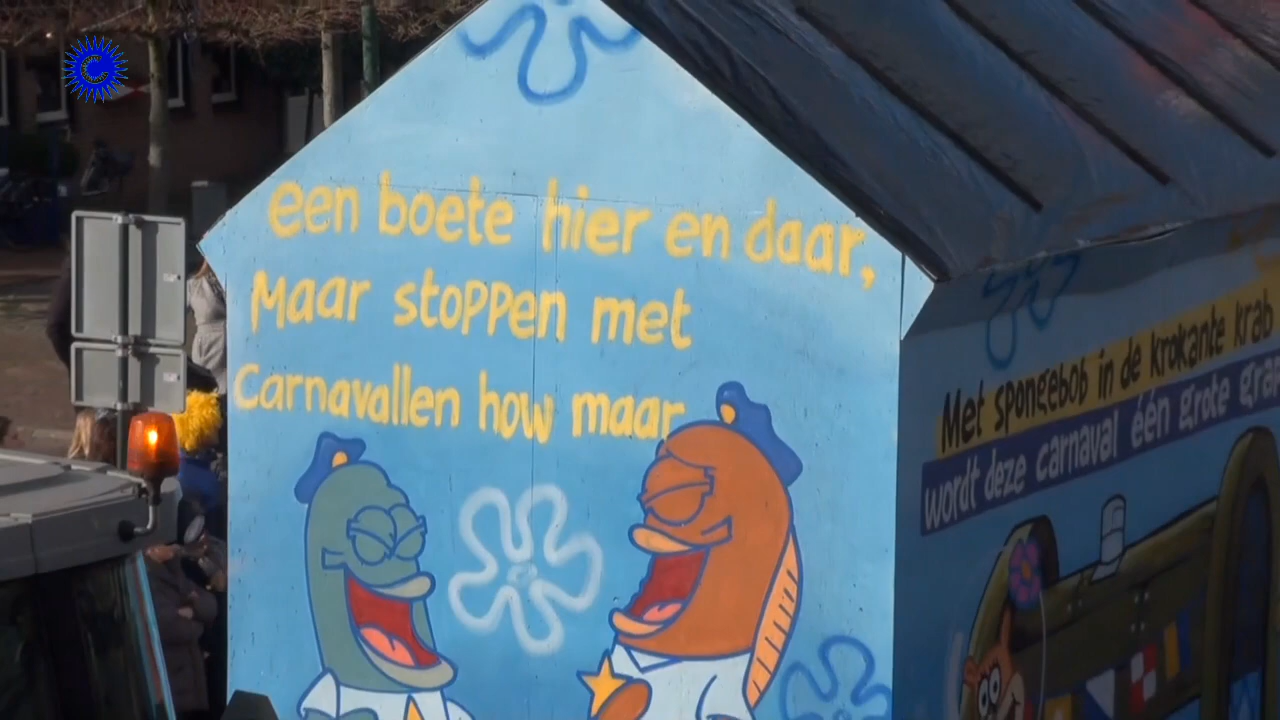 een boete hier en daar,
Maar stoppen met
Carnavallen how maar
Met spongebob in de krokante krab
wordt deze carnaval één grote